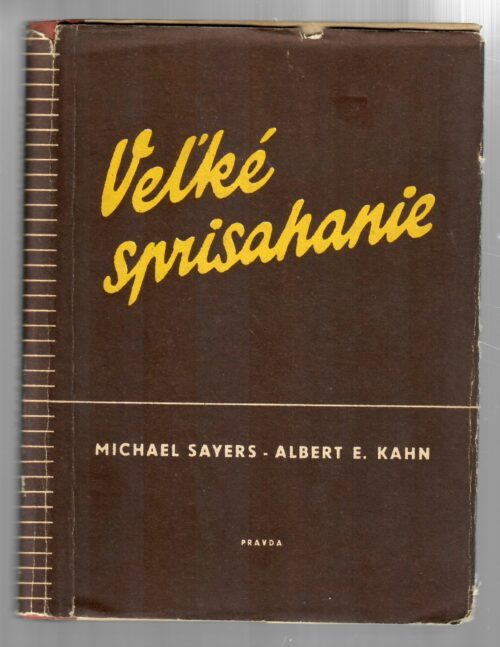 Veľké
sprisahanie
MICHAEL SAYERS - ALBERT E. KAHN
PRAVDA